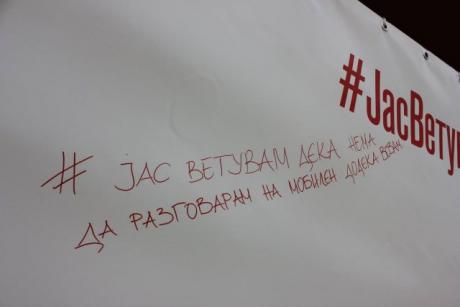 #ЈасВету
# ЈАС ВЕТУВАМ ДЕКА НЕМА
ДА РАЗГОВАРАМ НА МОБИЛЕН ДОДЕКА ВОЗАМ